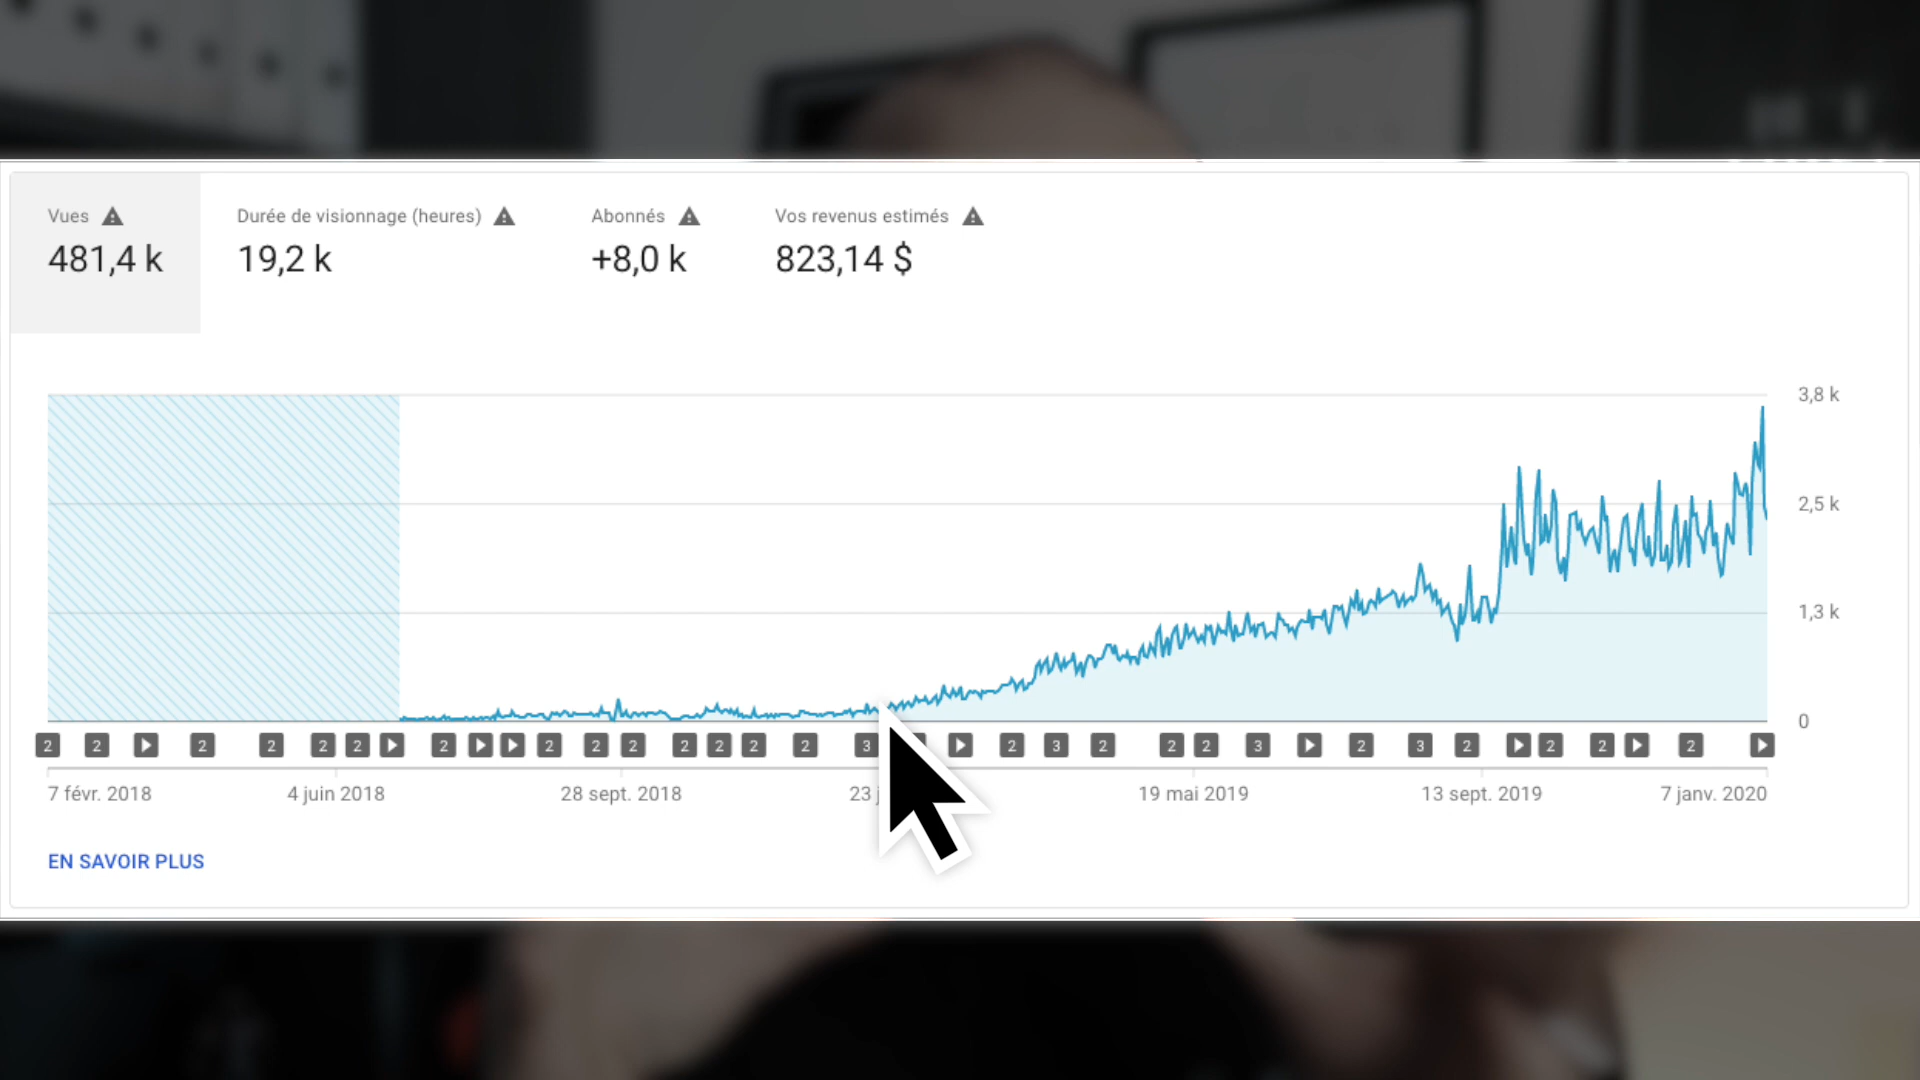 Vues
481,4 k
Durée de visionnage (heures)
19,2 k
Abonnés
+8,0 k
Vos revenus estimés
823,14 $
3,8 k
2,5 k
1,3 k
0
2 2 2 2 2 2 2 2 2 2 2 2 2 2 3 2 3 2 2 2 3 2 3 2 2 2 2
7 févr. 2018 4 juin 2018 28 sept. 2018 23 19 mai 2019 13 sept. 2019 7 janv. 2020
EN SAVOIR PLUS